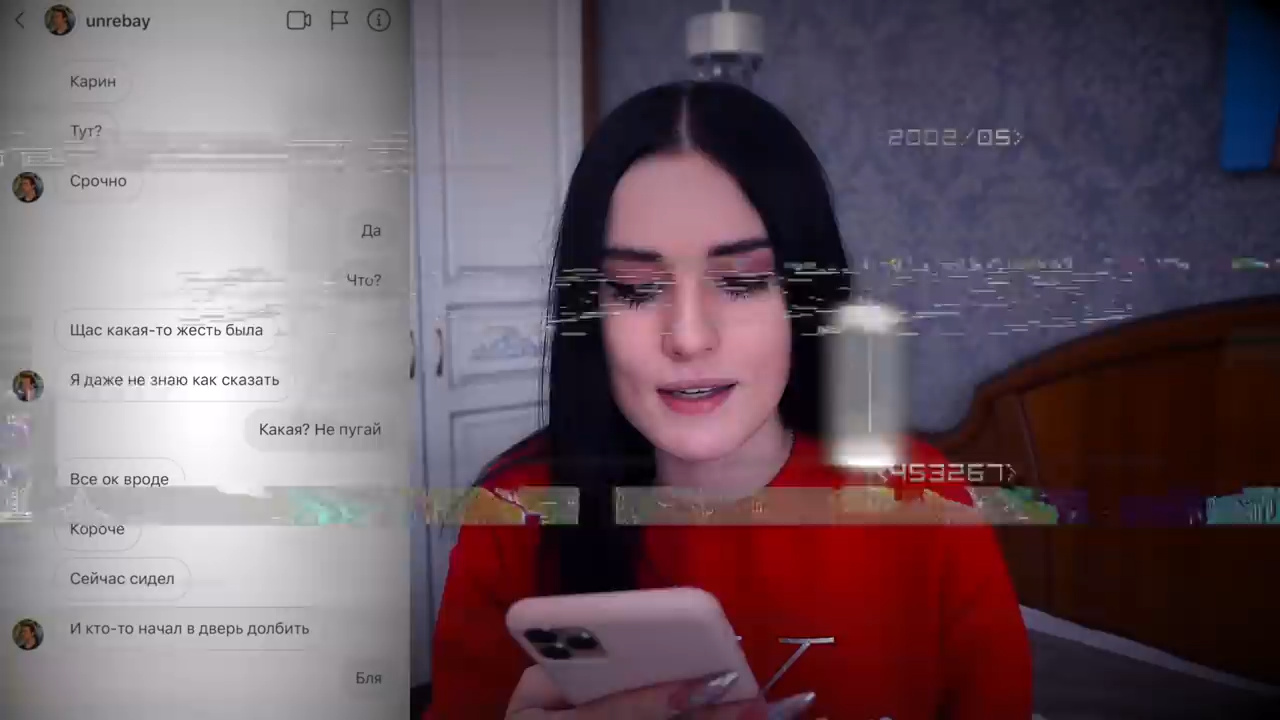 unrebay
Карин
Тут?
Срочно
Да
Что?
Щас какая-то жесть была
Я даже не знаю как сказать
Какая? Не пугай
Все ок вроде
Короче
Сейчас сидел
И кто-то начал в дверь долбить
Бля
2002/05>
<453267>